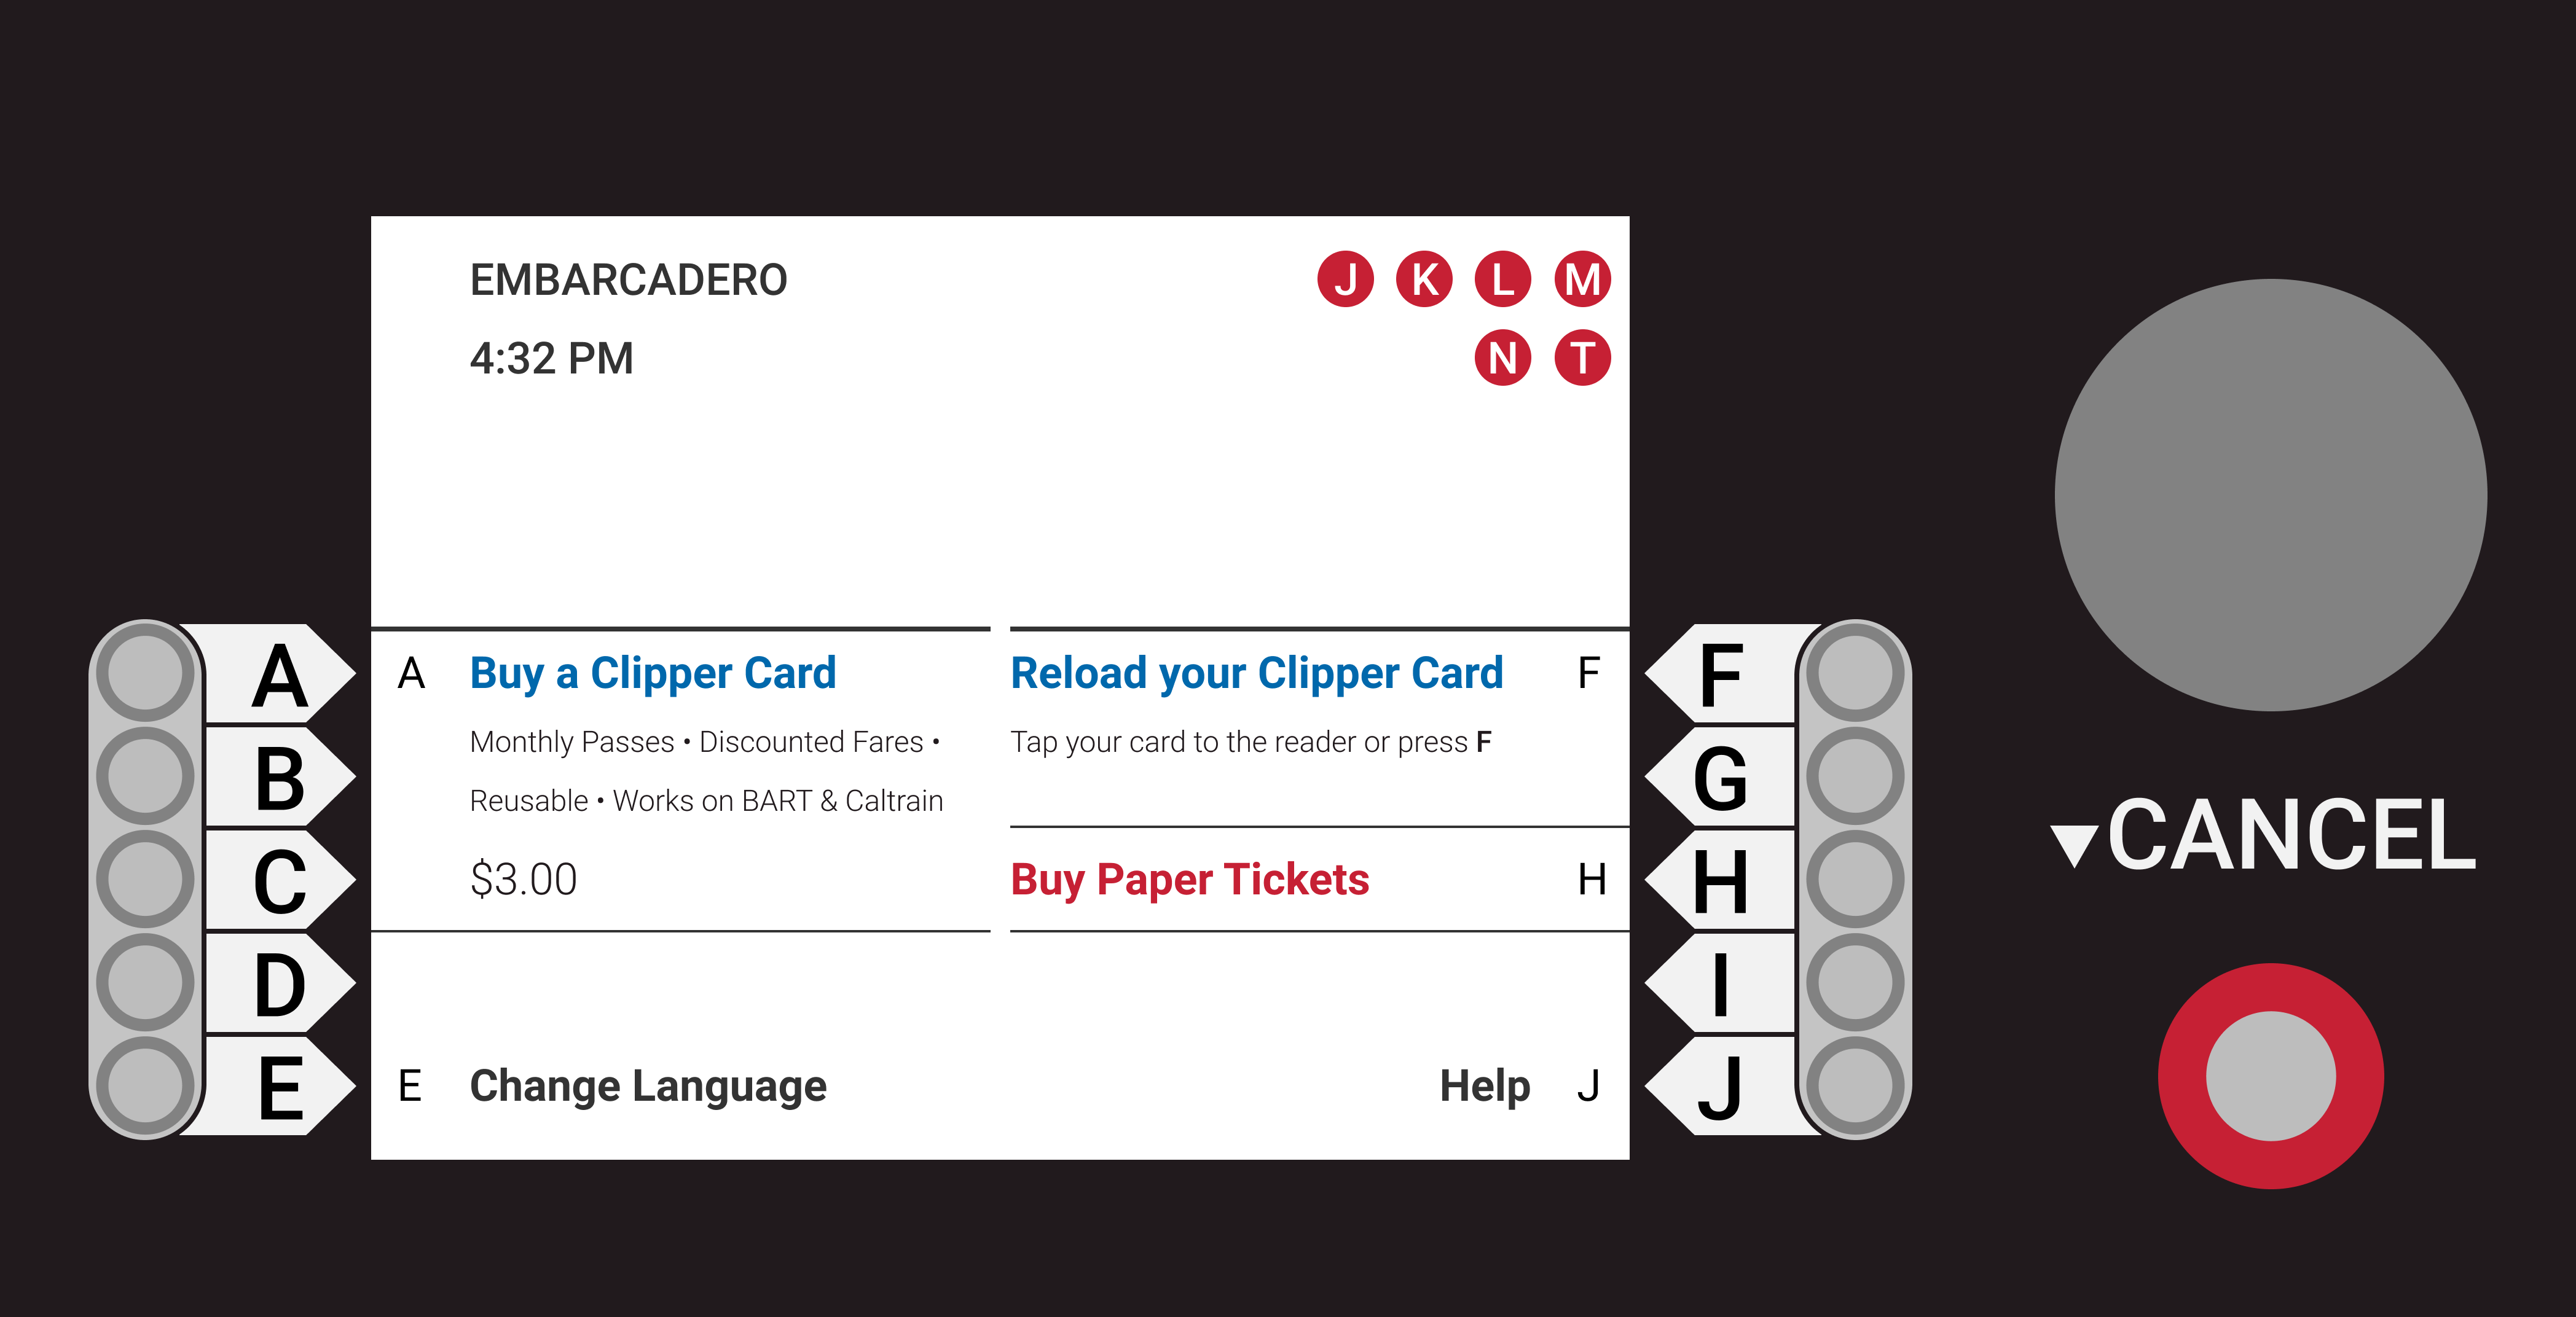 EMBARCADERO
J K L M
4:32 PM
N T
A
B
C
D
E
A Buy a Clipper Card
Monthly Passes • Discounted Fares •
Reusable • Works on BART & Caltrain
$3.00
Reload your Clipper Card F
Tap your card to the reader or press F
Buy Paper Tickets H
E Change Language
Help J
F
G
H
I
J
▼CANCEL